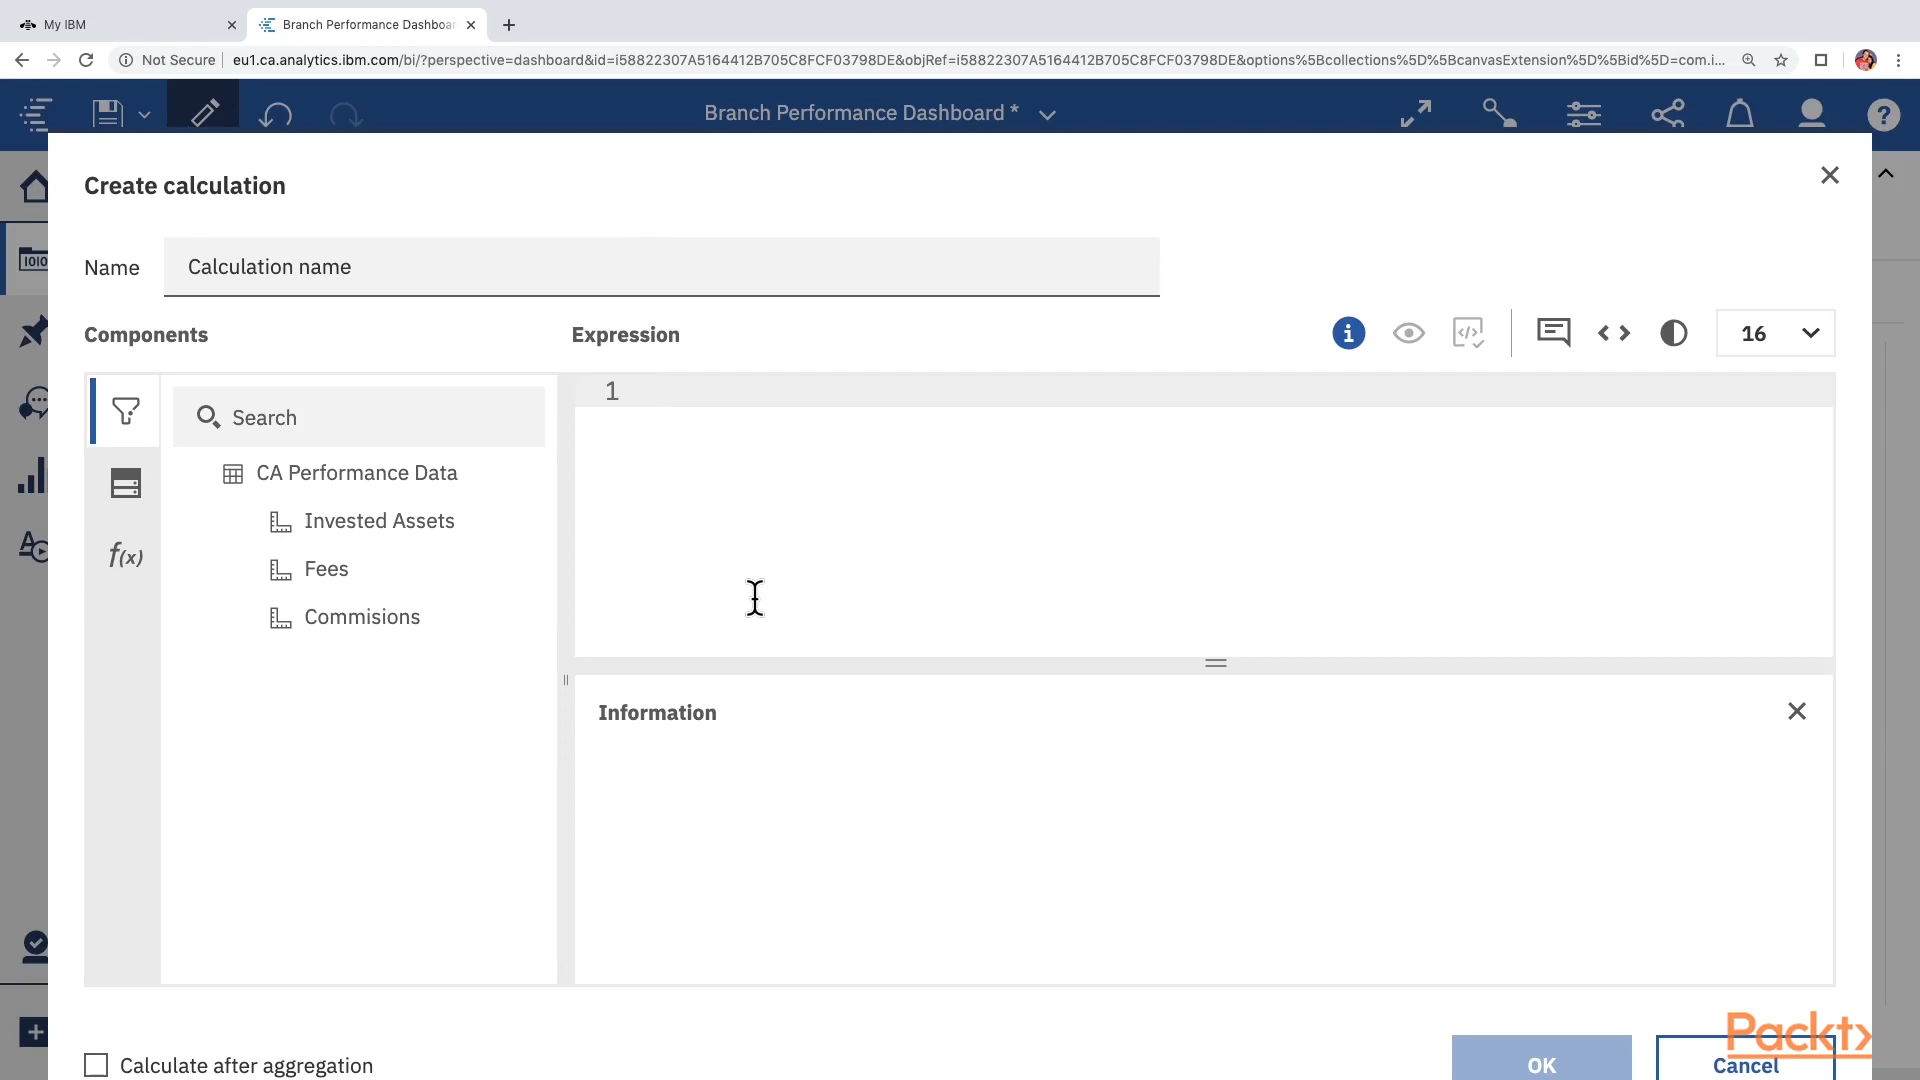 My IBM
Branch Performance Dashboar
Not Secure
eu1.ca.analytics.ibm.com/bi/?perspective=dashboard&id=i58822307A5164412B705C8FCF03798DE&objRef=i58822307A5164412B705C8FCF03798DE&options%5Bcollections%5D%5BcanvasExtension%5D%5Bid%5D=com.i...
Branch Performance Dashboard *
Create calculation
Name
Calculation name
Components
Expression
16
1
Search
CA Performance Data
Invested Assets
f(x)
Fees
Commisions
Information
Calculate after aggregation
OK
Cancel
Packt>